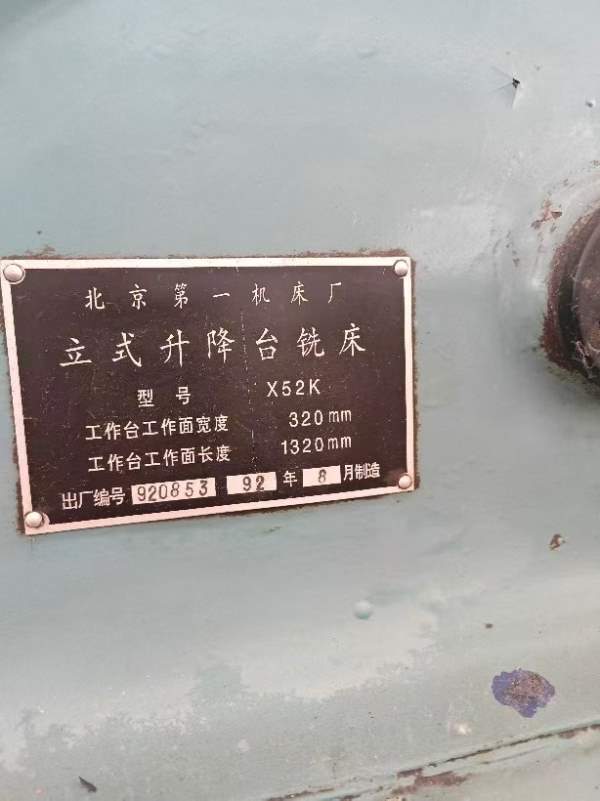 北京第一机床厂
立式升降台铣床
型号 X52K
工作台工作面宽度 320mm
工作台工作面长度 1320mm
出厂编号 920853 92 年 8 月制造